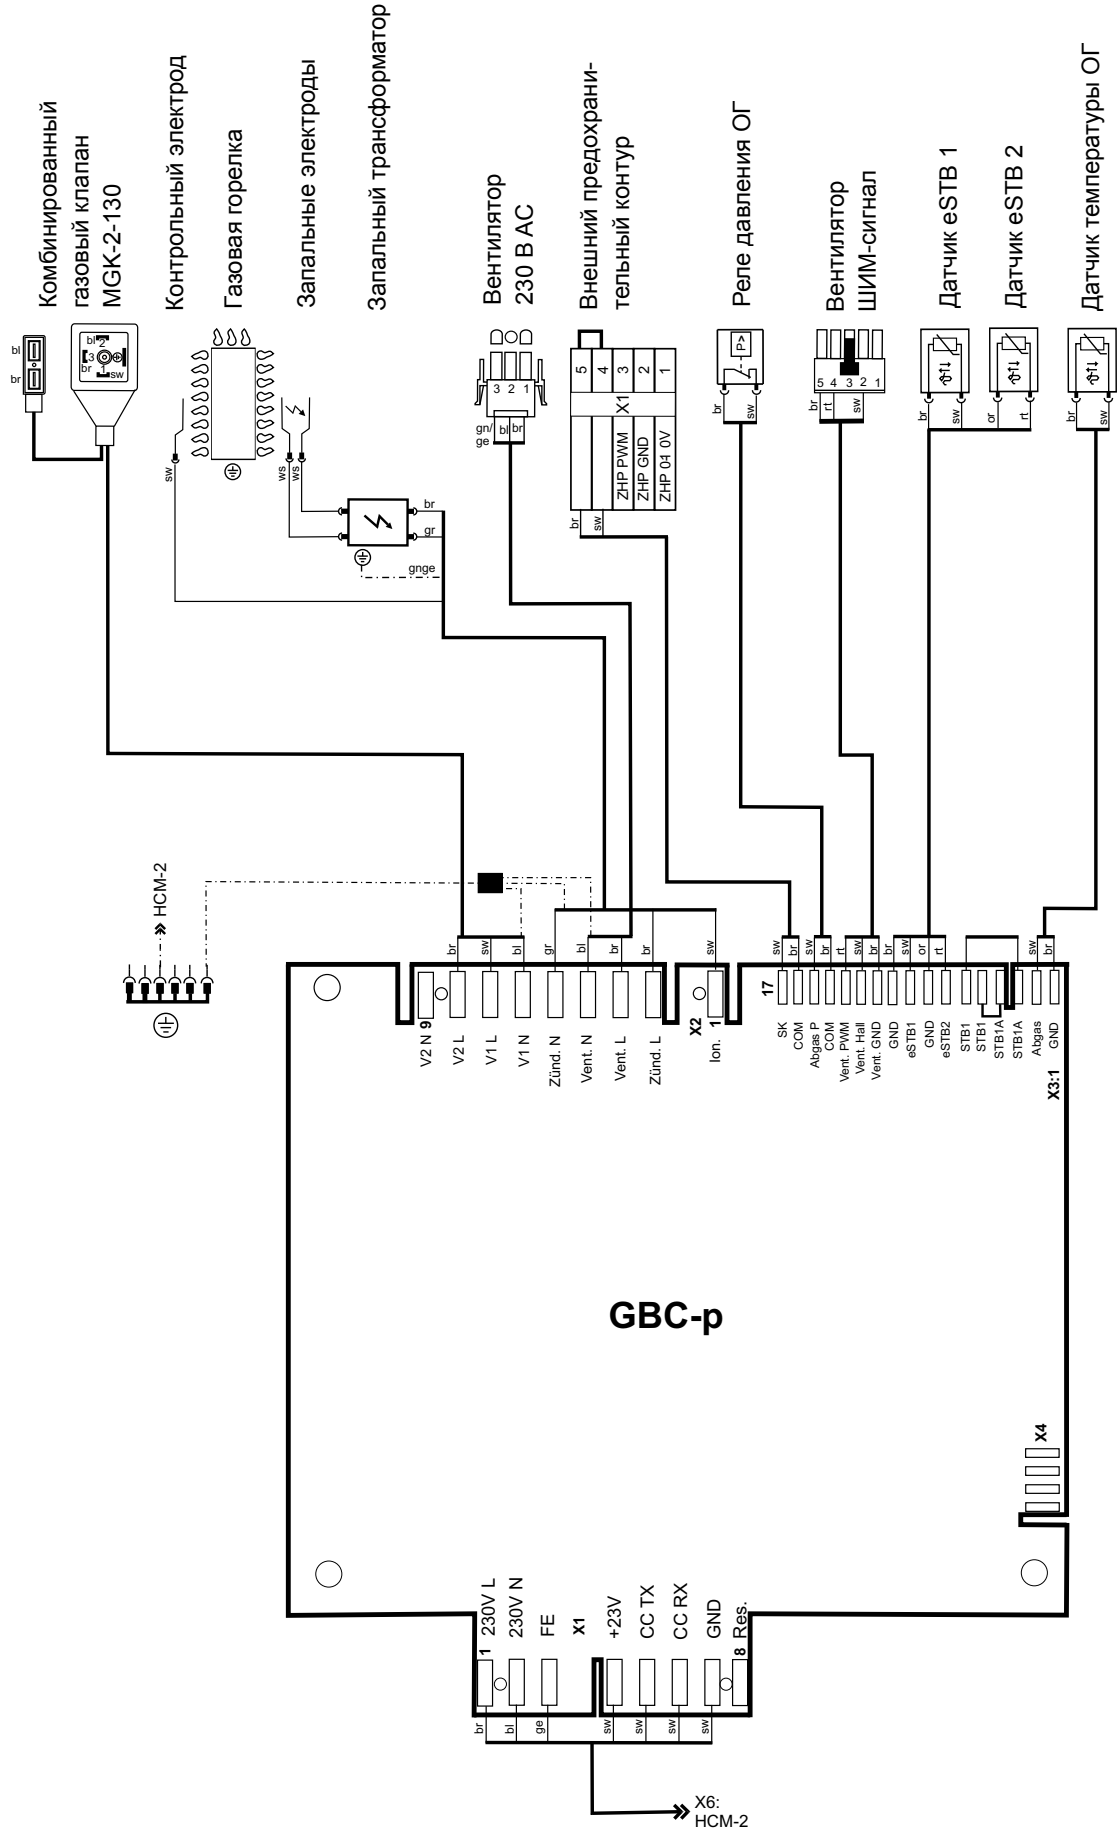 Комбинированный
газовый клапан
MGK-2-130
Контрольный электрод
Газовая горелка
Запальные электроды
Запальный трансформатор
Вентилятор
230 В AC
Внешний предохрани-
тельный контур
Реле давления ОГ
Вентилятор
ШИМ-сигнал
Датчик eSTB 1
Датчик eSTB 2
Датчик температуры ОГ
bl
br
bl
2
3
br
1
sw
sw
ws
ws
br
gr
gnge
3
2
1
gn/
ge
bl
br
5
4
3
2
1
X1
ZHP PWM
ZHP GND
ZHP 04 0V
br
sw
P>
br
sw
5
4
3
2
1
br
rt
sw
br
sw
or
rt
br
sw
HCM-2
br
sw
bl
gr
bl
br
br
sw
sw
br
sw
br
rt
sw
br
br
sw
or
rt
sw
br
9
V2 N
V2 L
V1 L
V1 N
Zünd. N
Vent. N
Vent. L
Zünd. L
X2
1
Ion.
17
SK
COM
Abgas P
COM
Vent. PWM
Vent. Hall
Vent. GND
GND
eSTB1
GND
eSTB2
STB1
STB1
STB1A
STB1A
Abgas
GND
X3:1
GBC-p
X4
1
230V L
230V N
FE
X1
+23V
CC TX
CC RX
GND
8
Res.
br
bl
ge
sw
sw
sw
sw
X6:
HCM-2